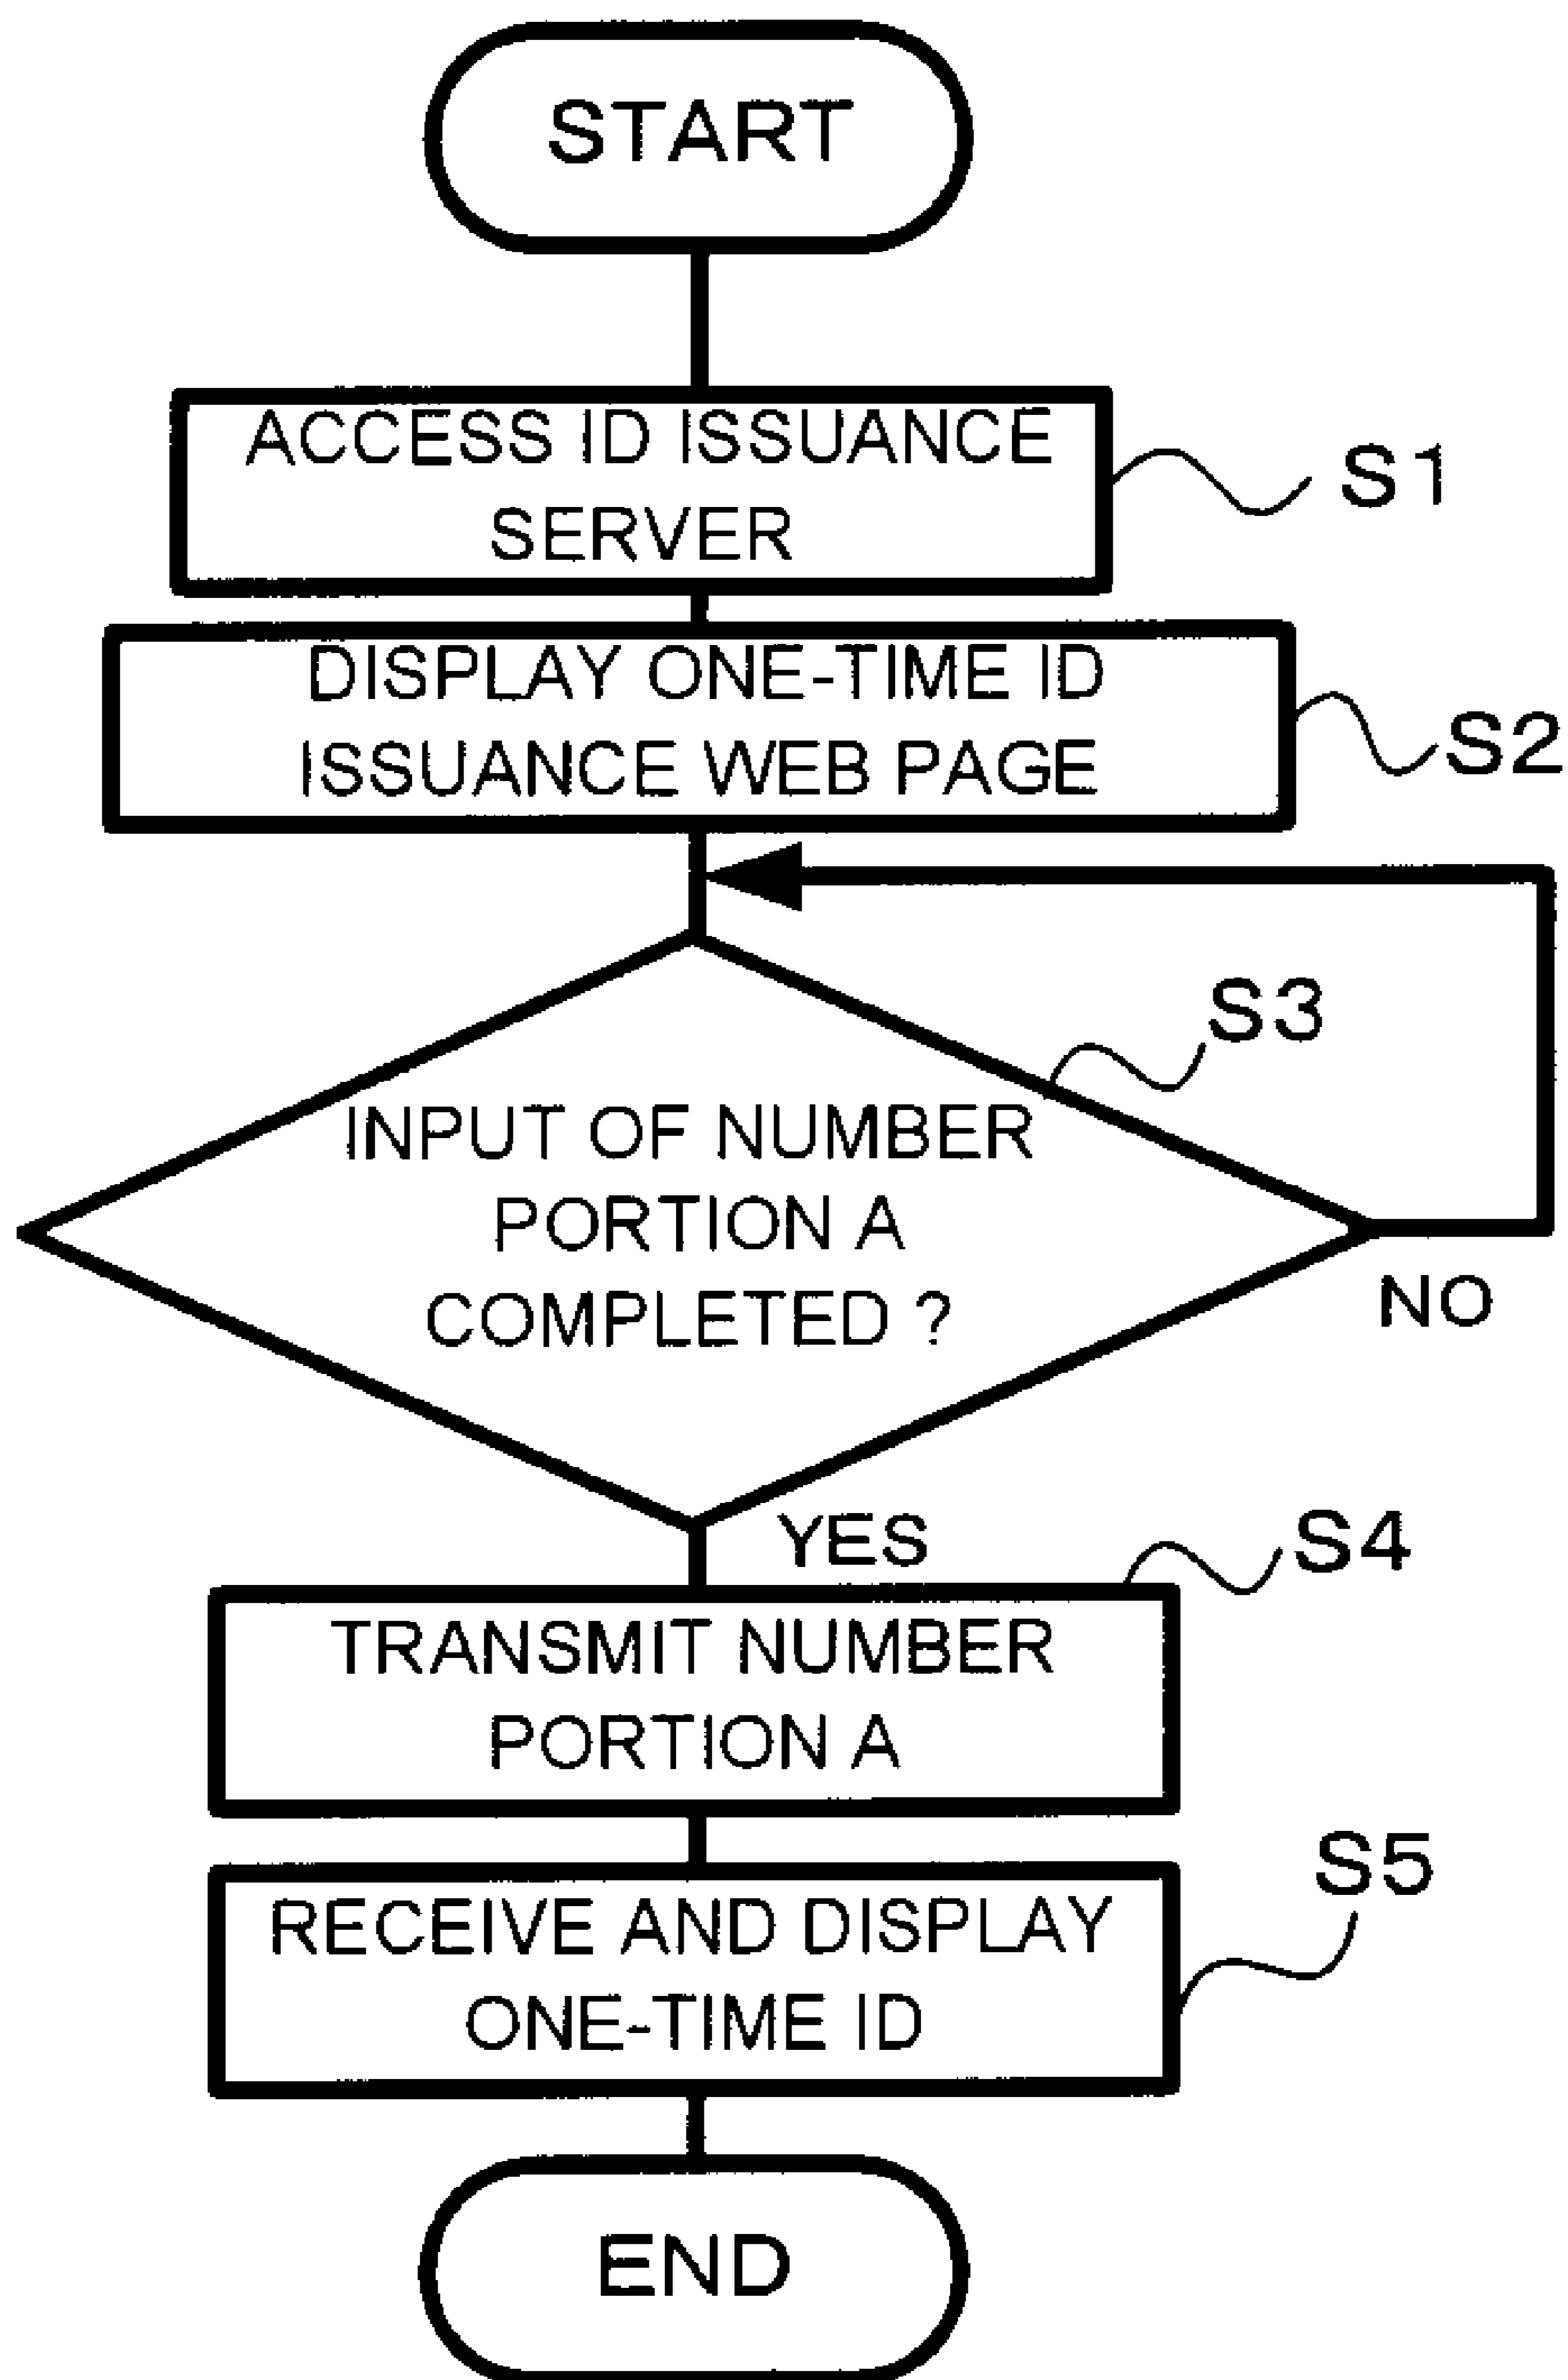 START
ACCESS ID ISSUANCE
SERVER
S1
DISPLAY ONE-TIME ID
ISSUANCE WEB PAGE
S2
S3
INPUT OF NUMBER
PORTION A
COMPLETED ?
NO
YES
S4
TRANSMIT NUMBER
PORTION A
S5
RECEIVE AND DISPLAY
ONE-TIME ID
END